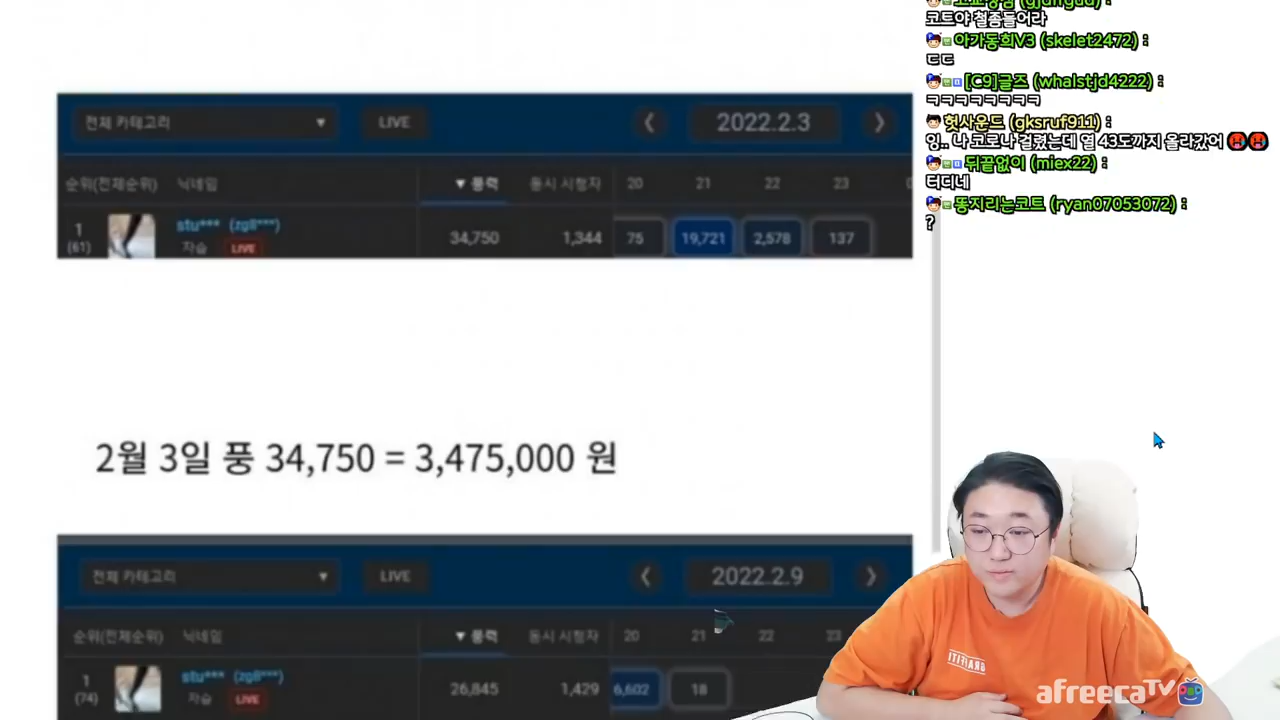 전체 카테고리 ▼ LIVE ❮ 2022.2.3 ❯
순위(전체순위) 닉네임 ▼ 풍력 동시 시청자 20 21 22 23
1 stu*** (zg8***) 34,750 1,344 75 19,721 2,578 137
(61) 자습 LIVE
2월 3일 풍 34,750 = 3,475,000 원
전체 카테고리 ▼ LIVE ❮ 2022.2.9 ❯
순위(전체순위) 닉네임 ▼ 풍력 동시 시청자 20 21 22 23
1 stu*** (zg8***) 26,845 1,429 6,602 18
(74) 자습 LIVE
코트야 철좀들어라
아가동희V3 (skelet2472) :
ㄷㄷ
[C9]글즈 (whalstjd4222) :
ㅋㅋㅋㅋㅋㅋㅋㅋ
헛사운드 (gksruf911) :
잉.. 나 코로나 걸렸는데 열 43도까지 올라갔어
뒤끝없이 (miex22) :
터디네
똥지리는코트 (ryan07053072) :
?
GRAFFITI
afreecaTV